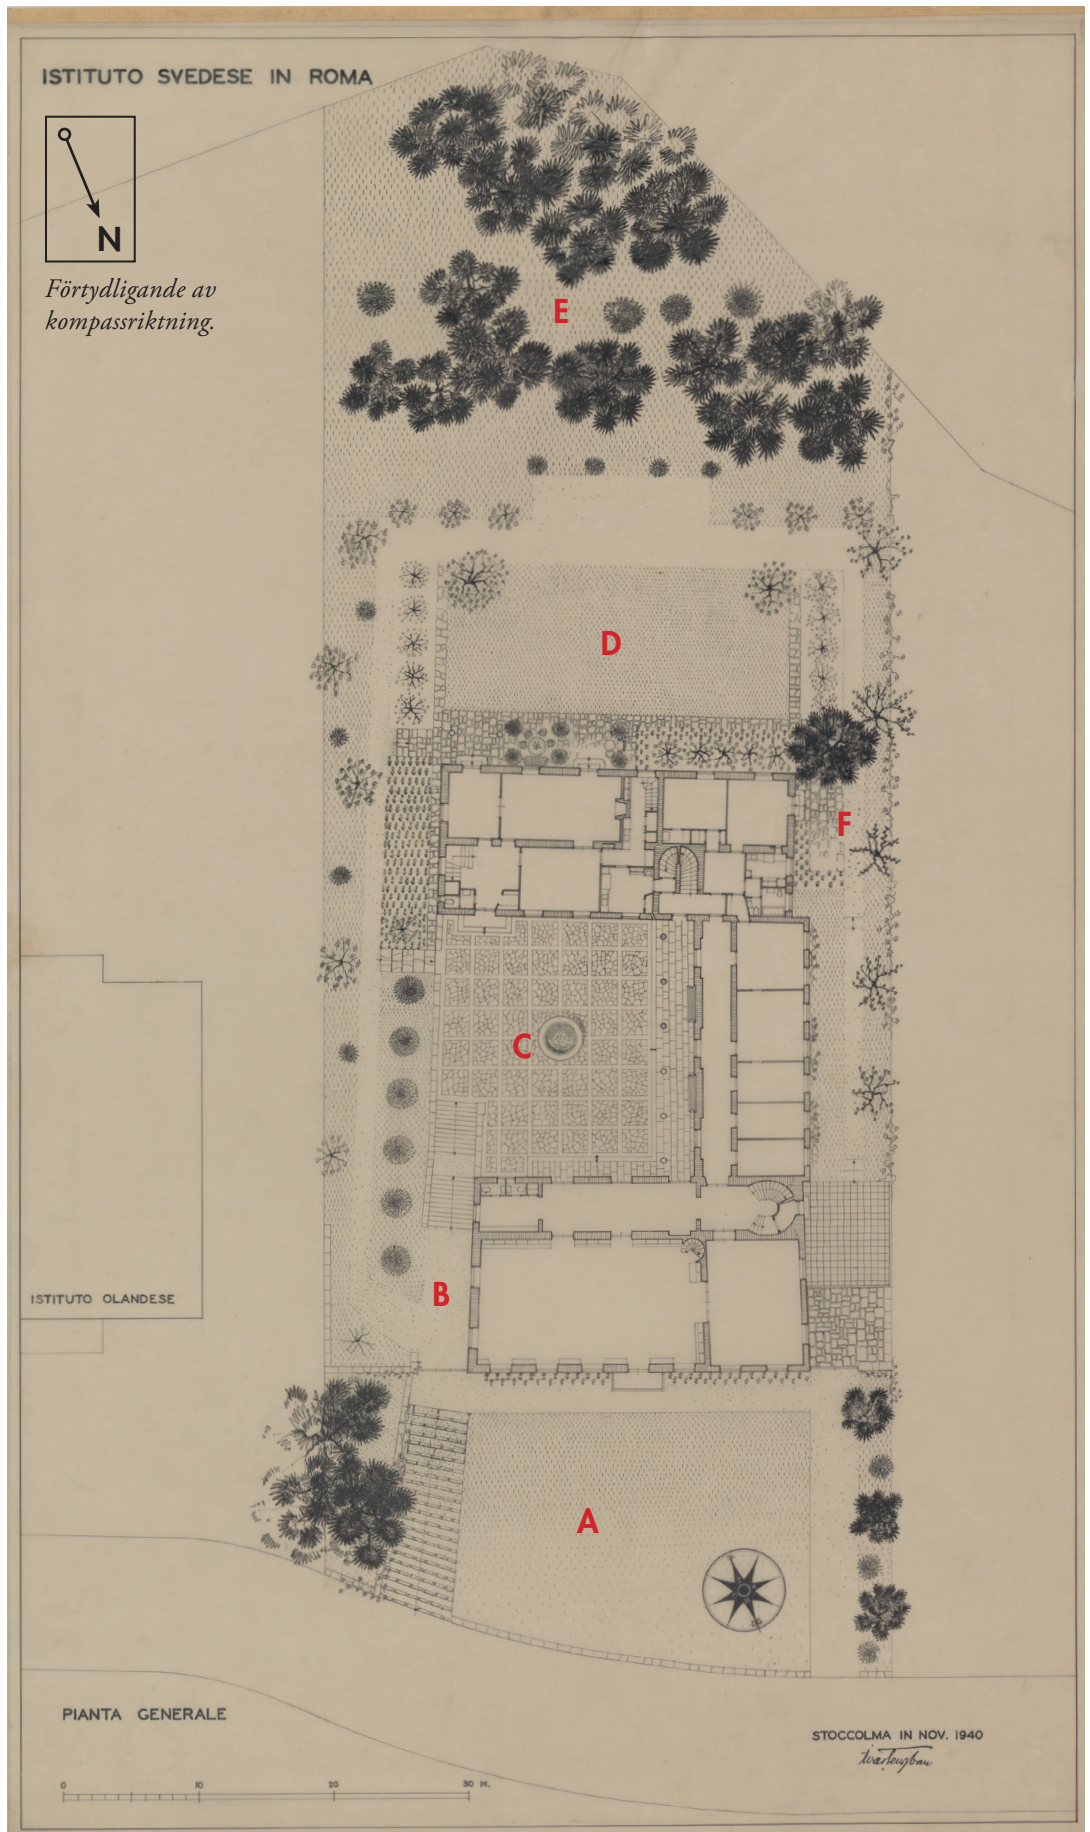 ISTITUTO SVEDESE IN ROMA
N
Förtydligande av
kompassriktning.
E
D
F
C
B
ISTITUTO OLANDESE
A
PIANTA GENERALE
STOCCOLMA IN NOV. 1940
0 10 20 30 M.